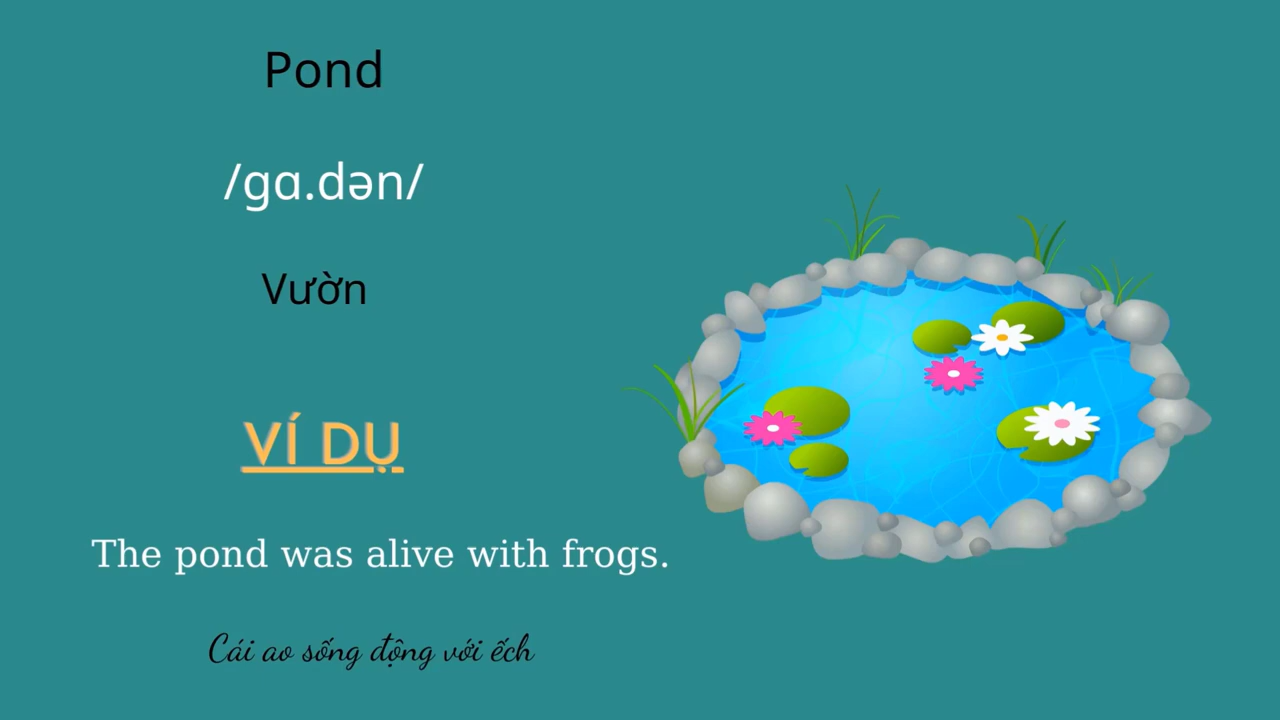 Pond
/gɑ.dən/
Vườn
VÍ DỤ
The pond was alive with frogs.
Cái ao sống động với ếch